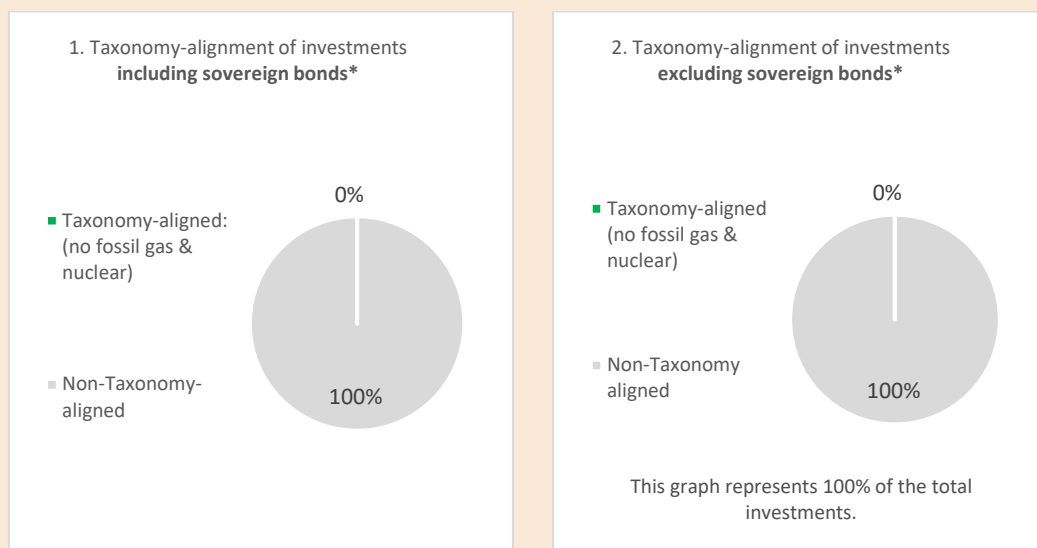 1. Taxonomy-alignment of investments
including sovereign bonds*
0%
Taxonomy-aligned:
(no fossil gas &
nuclear)
Non-Taxonomy-
aligned
100%
2. Taxonomy-alignment of investments
excluding sovereign bonds*
0%
Taxonomy-aligned
(no fossil gas &
nuclear)
Non-Taxonomy
aligned
100%
This graph represents 100% of the total
investments.